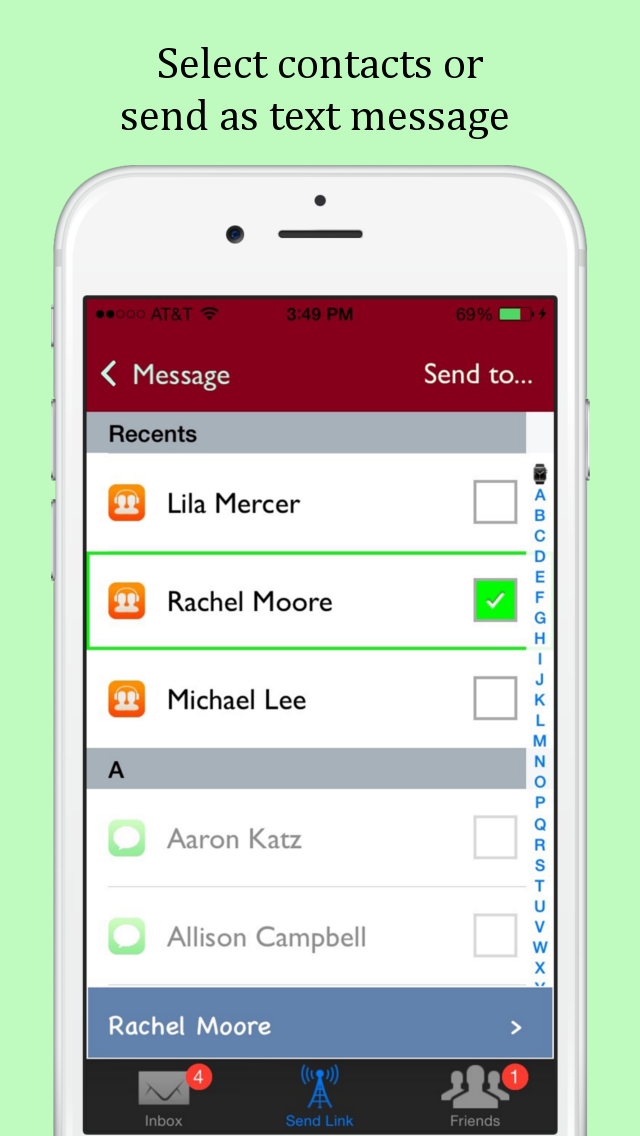 Select contacts or
send as text message
AT&T 3:49 PM 69%
Message Send to...
Recents
Lila Mercer
Rachel Moore
Michael Lee
A
Aaron Katz
Allison Campbell
A
B
C
D
E
F
G
H
I
J
K
L
M
N
O
P
Q
R
S
T
U
V
W
X
Rachel Moore >
4 1
Inbox Send Link Friends